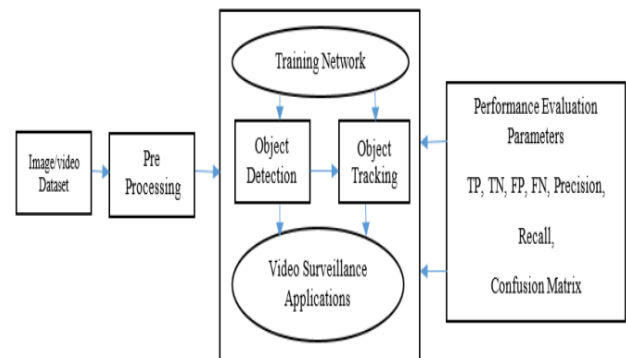 Training Network
Image/video
Dataset
Pre
Processing
Object
Detection
Object
Tracking
Video Surveillance
Applications
Performance Evaluation
Parameters
TP, TN, FP, FN, Precision,
Recall,
Confusion Matrix